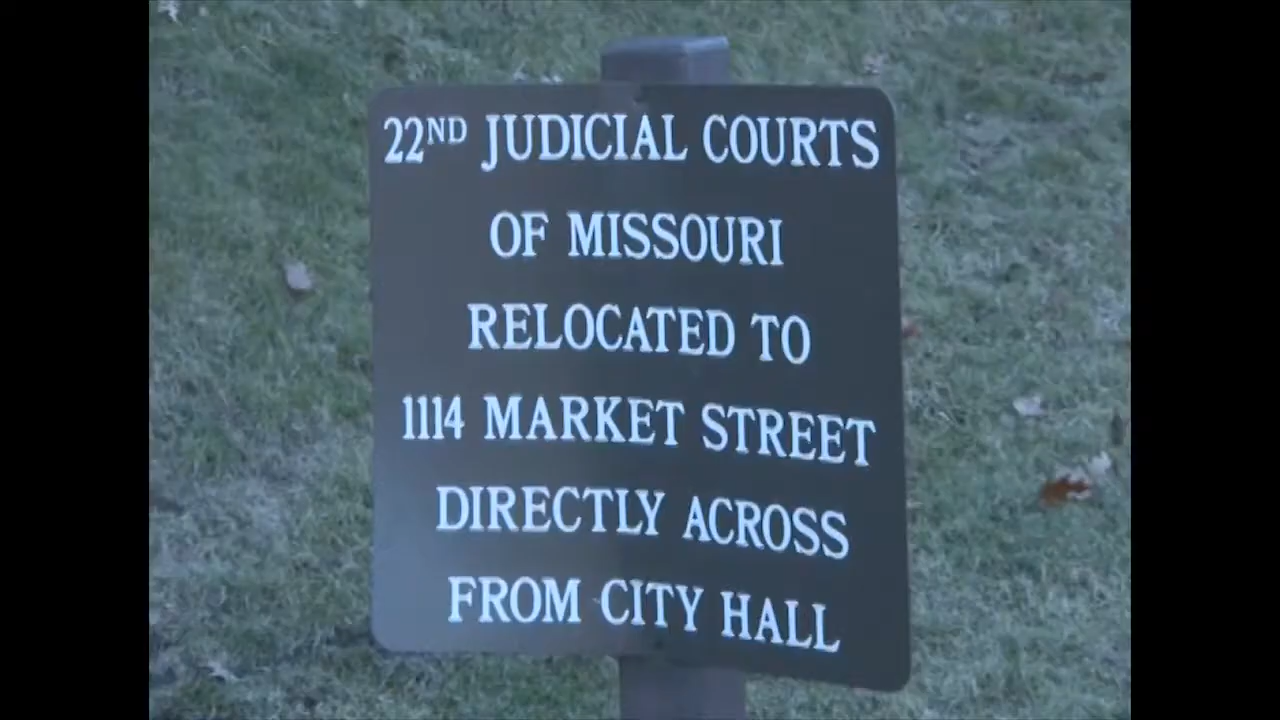 22ND JUDICIAL COURTS
OF MISSOURI
RELOCATED TO
1114 MARKET STREET
DIRECTLY ACROSS
FROM CITY HALL